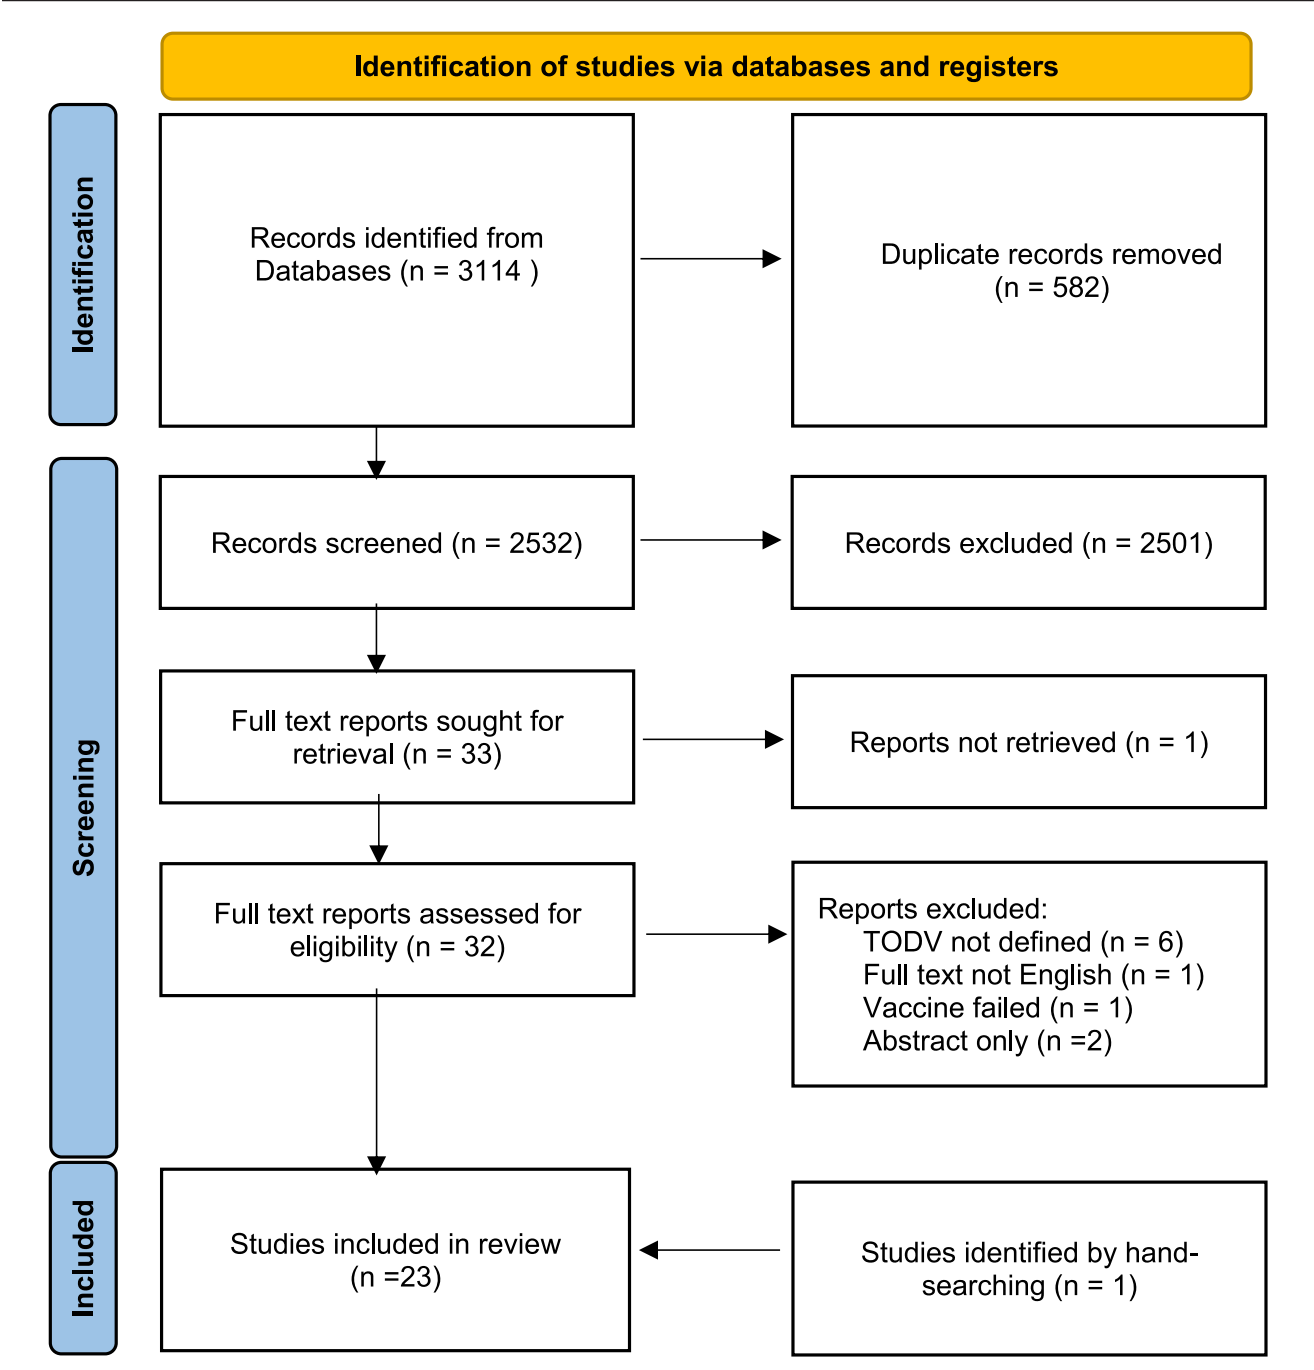 Identification of studies via databases and registers
Identification
Records identified from
Databases (n = 3114 )
Duplicate records removed
(n = 582)
Screening
Records screened (n = 2532)
Records excluded (n = 2501)
Full text reports sought for
retrieval (n = 33)
Reports not retrieved (n = 1)
Full text reports assessed for
eligibility (n = 32)
Reports excluded:
TODV not defined (n = 6)
Full text not English (n = 1)
Vaccine failed (n = 1)
Abstract only (n =2)
Included
Studies included in review
(n =23)
Studies identified by hand-
searching (n = 1)